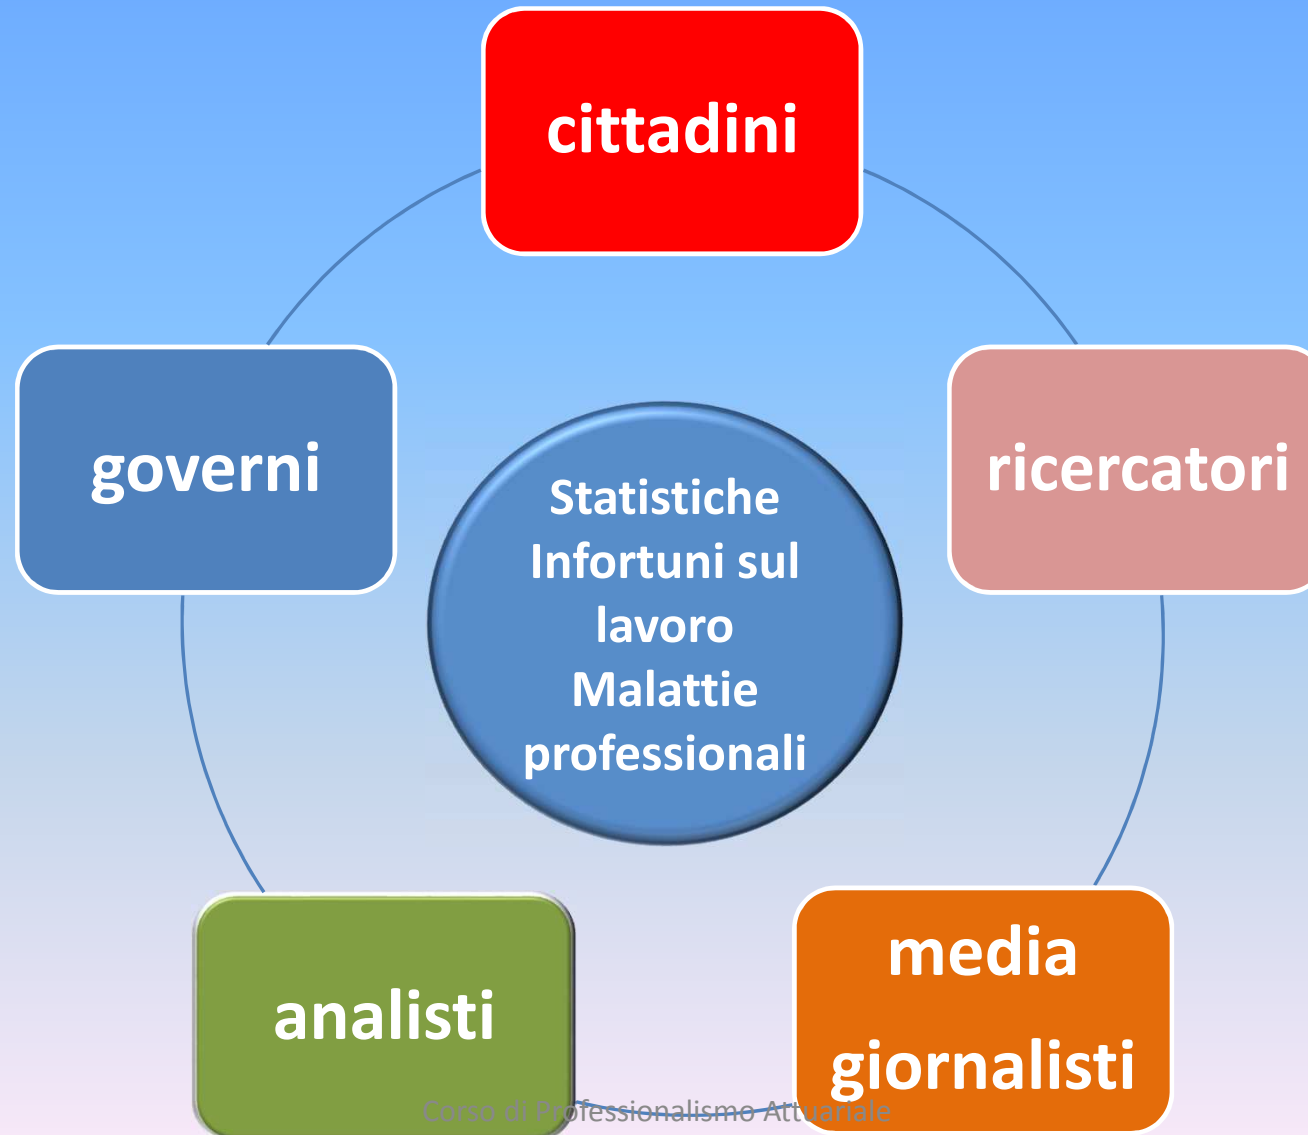 cittadini
governi
ricercatori
Statistiche
Infortuni sul
lavoro
Malattie
professionali
analisti
media
giornalisti
Corso di Professionalismo Attuariale